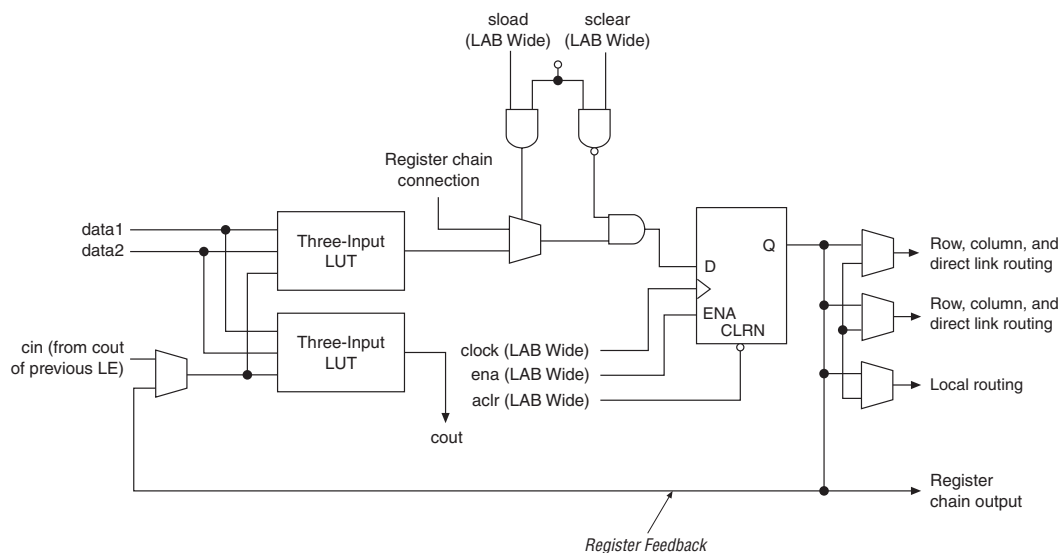 sload
(LAB Wide)
sclear
(LAB Wide)
Register chain
connection
data1
data2
Three-Input
LUT
Q
D
ENA
CLRN
Row, column, and
direct link routing
Row, column, and
direct link routing
cin (from cout
of previous LE)
Three-Input
LUT
clock (LAB Wide)
ena (LAB Wide)
aclr (LAB Wide)
Local routing
cout
Register
chain output
Register Feedback